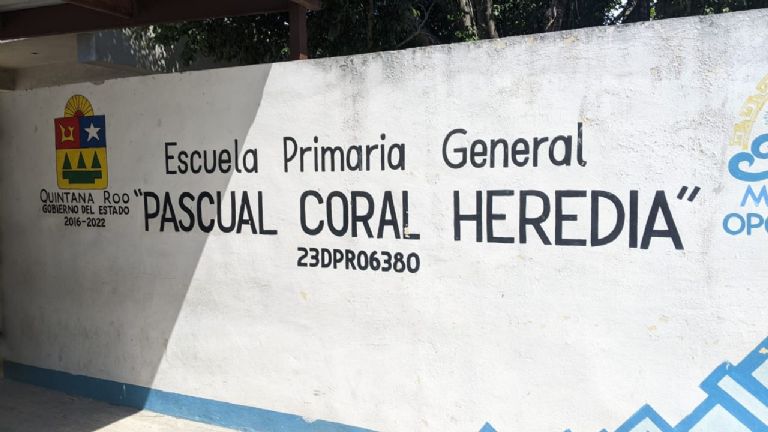 Escuela Primaria General
"PASCUAL CORAL HEREDIA"
23DPR06380
QUINTANA ROO
GOBIERNO DEL ESTADO
2016-2022